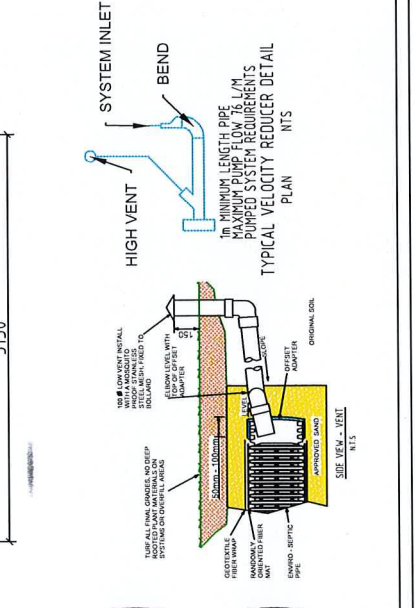 SYSTEM INLET
BEND
HIGH VENT
1m MINIMUM LENGTH PIPE
MAXIMUM PUMP FLOW 76 L/M
PUMPED SYSTEM REQUIREMENTS
TYPICAL VELOCITY REDUCER DETAIL
PLAN NTS
100 Ø LOW VENT INSTALL
WITH A MOSQUITO
PROOF STAINLESS
STEEL MESH, FIXED TO
BOLLARD
150
ELBOW LEVEL WITH
TOP OF OFFSET
ADAPTER
SLOPE
LEVEL
OFFSET
ADAPTER
ORIGINAL SOIL
TURF ALL FINAL GRADES, NO DEEP
ROOTED PLANT MATERIALS ON
SYSTEMS OR OVERFILL AREAS
50mm - 100mm
GEOTEXTILE
FIBER WRAP
RANDOMLY
ORIENTED FIBER
MAT
ENVIRO - SEPTIC
PIPE
APPROVED SAND
SIDE VIEW - VENT
N.T.S